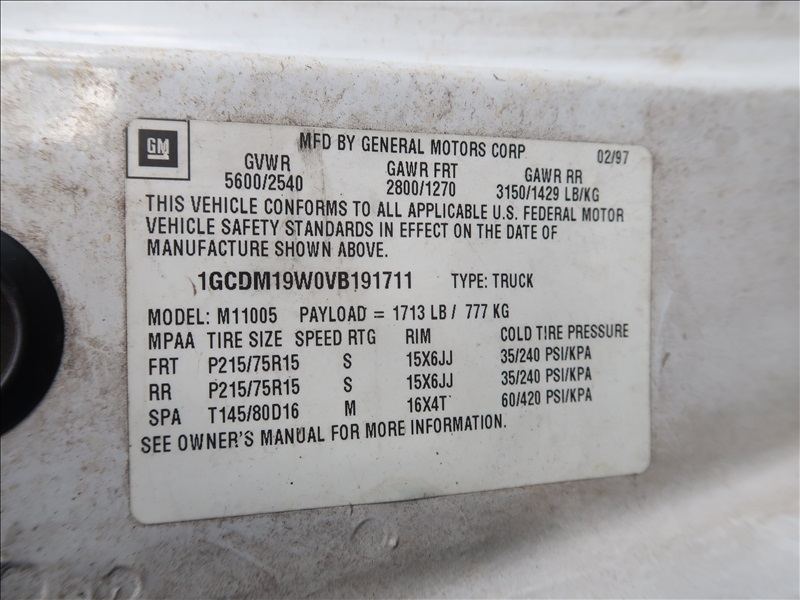 GM
MFD BY GENERAL MOTORS CORP 02/97
GVWR GAWR FRT GAWR RR
5600/2540 2800/1270 3150/1429 LB/KG
THIS VEHICLE CONFORMS TO ALL APPLICABLE U.S. FEDERAL MOTOR
VEHICLE SAFETY STANDARDS IN EFFECT ON THE DATE OF
MANUFACTURE SHOWN ABOVE.
1GCDM19W0VB191711 TYPE: TRUCK
MODEL: M11005 PAYLOAD = 1713 LB / 777 KG
MPAA TIRE SIZE SPEED RTG RIM COLD TIRE PRESSURE
FRT P215/75R15 S 15X6JJ 35/240 PSI/KPA
RR P215/75R15 S 15X6JJ 35/240 PSI/KPA
SPA T145/80D16 M 16X4T 60/420 PSI/KPA
SEE OWNER'S MANUAL FOR MORE INFORMATION.